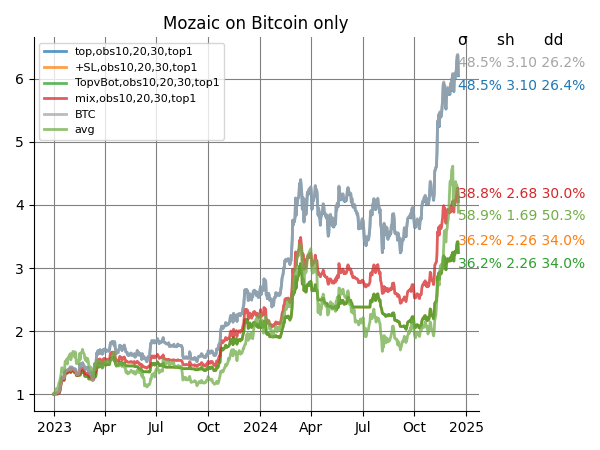 Mozaic on Bitcoin only
σ sh dd
top,obs10,20,30,top1
+SL,obs10,20,30,top1
TopvBot,obs10,20,30,top1
mix,obs10,20,30,top1
BTC
avg
48.5% 3.10 26.2%
48.5% 3.10 26.4%
38.8% 2.68 30.0%
58.9% 1.69 50.3%
36.2% 2.26 34.0%
36.2% 2.26 34.0%
6
5
4
3
2
1
2023 Apr Jul Oct 2024 Apr Jul Oct 2025